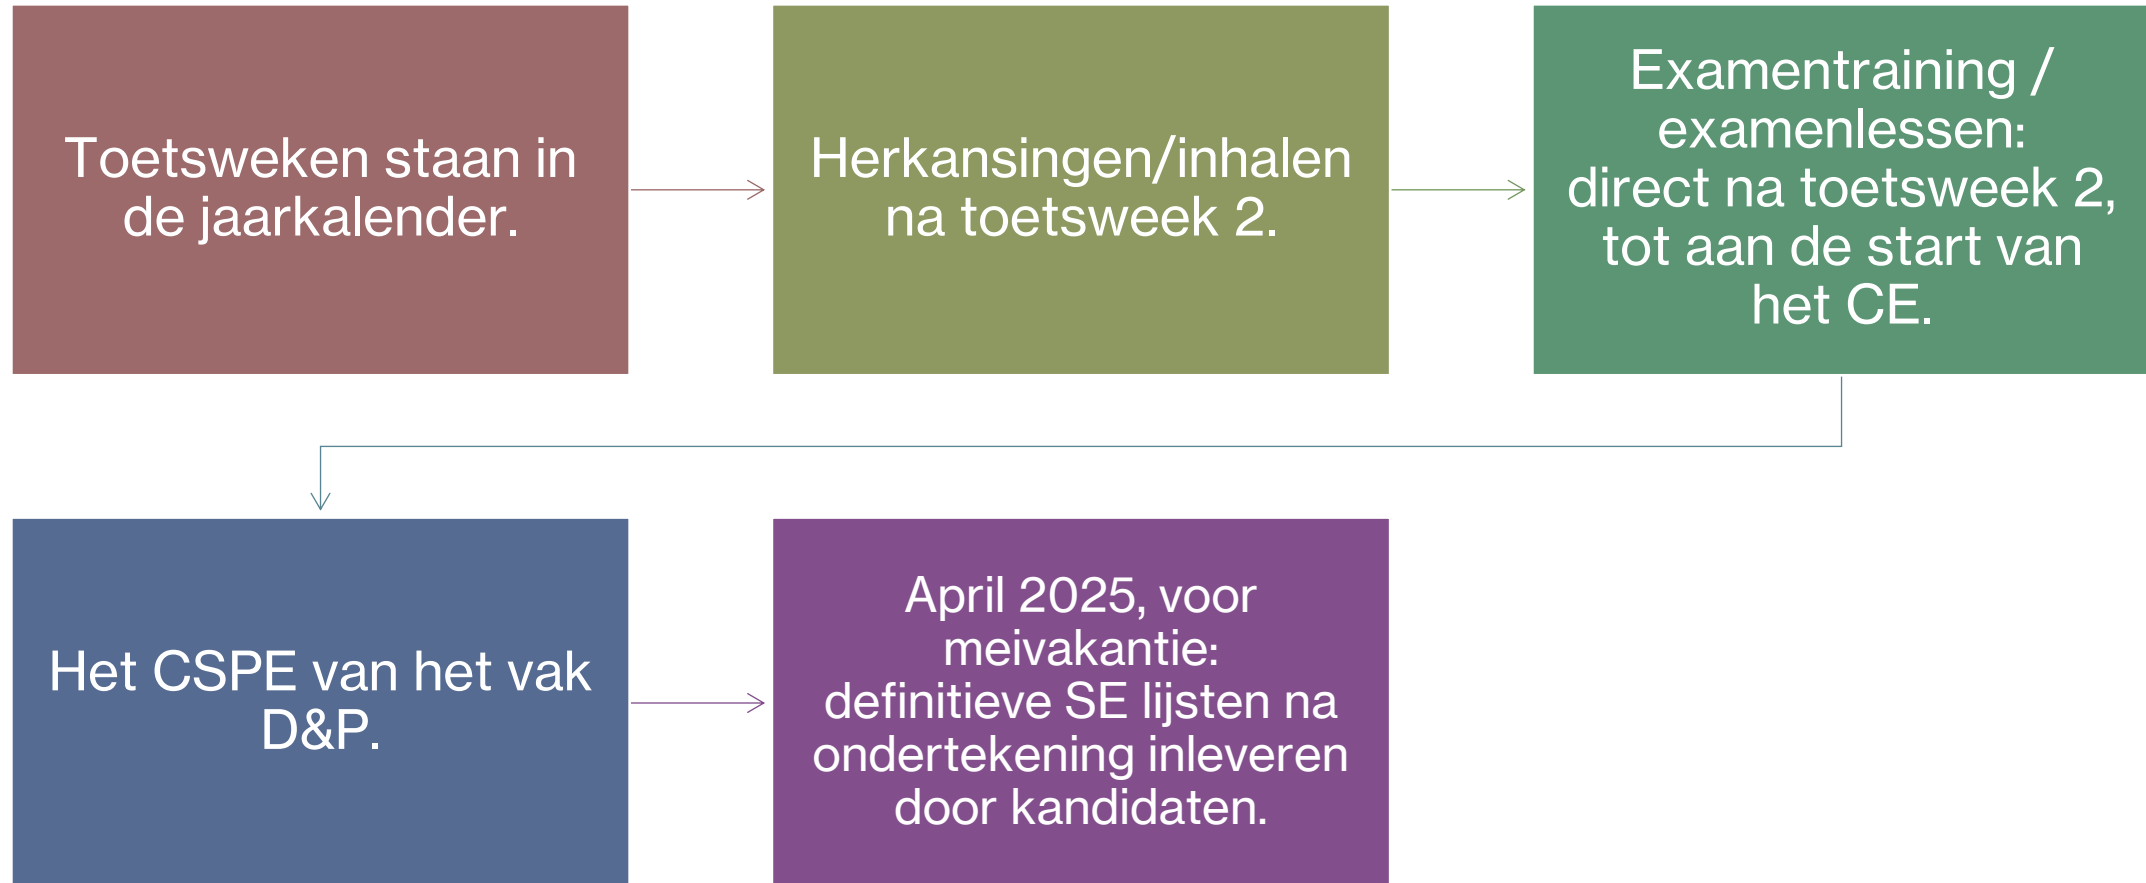 Toetsweken staan in
de jaarkalender.
Herkansingen/inhalen
na toetsweek 2.
Examentraining /
examenlessen:
direct na toetsweek 2,
tot aan de start van
het CE.
Het CSPE van het vak
D&P.
April 2025, voor
meivakantie:
definitieve SE lijsten na
ondertekening inleveren
door kandidaten.